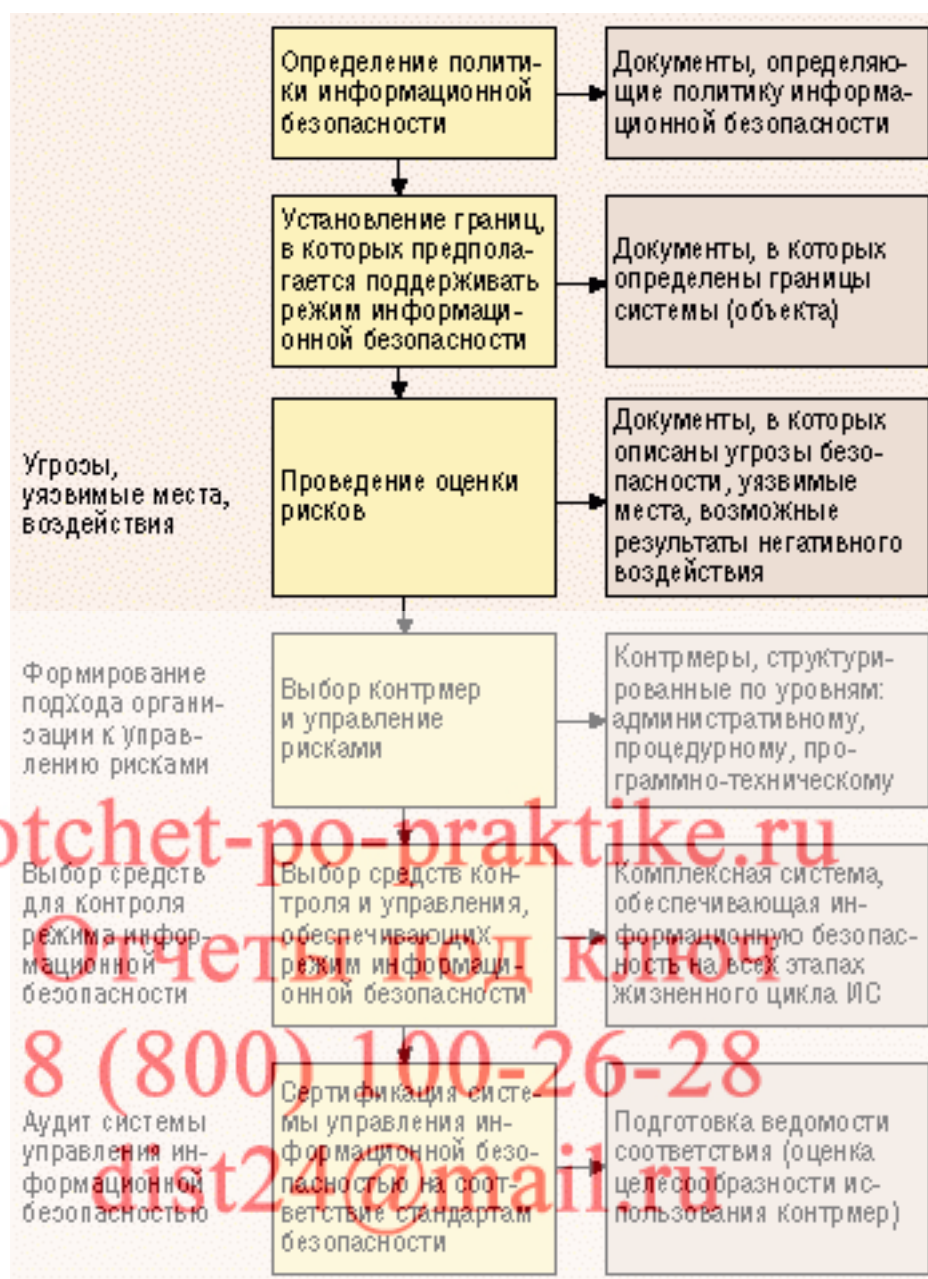 Определение полити-
ки информационной
безопасности
Документы, определяю-
щие политику информа-
ционной безопасности
Установление границ,
в которых предпола-
гается поддерживать
режим информаци-
онной безопасности
Документы, в которых
определены границы
системы (объекта)
Угрозы,
уязвимые места,
воздействия
Проведение оценки
рисков
Документы, в которых
описаны угрозы безо-
пасности, уязвимые
места, возможные
результаты негативного
воздействия
Формирование
подхода органи-
зации к управ-
лению рисками
Выбор контрмер
и управление
рисками
Контрмеры, структури-
рованные по уровням:
административному,
процедурному, про-
граммно-техническому
otchet-po-praktike.ru
Выбор средств
для контроля
режима инфор-
мационной
безопасности
Выбор средств кон-
троля и управления,
обеспечивающих
режим информаци-
онной безопасности
Комплексная система,
обеспечивающая ин-
формационную безопас-
ность на всех этапах
жизненного цикла ИС
Отчеты под ключ
8 (800) 100-26-28
Аудит системы
управления ин-
формационной
безопасностью
Сертификация систе-
мы управления ин-
формационной безо-
пасностью на соот-
ветствие стандартам
безопасности
Подготовка ведомости
соответствия (оценка
целесообразности ис-
пользования контрмер)
dist24@mail.ru